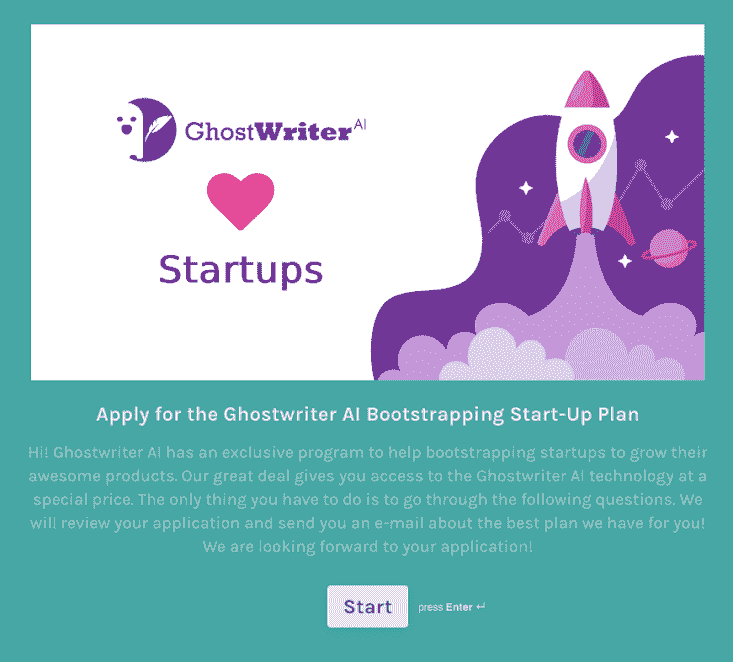 GhostWriter AI
Startups
Apply for the Ghostwriter AI Bootstrapping Start-Up Plan
Hi! Ghostwriter AI has an exclusive program to help bootstrapping startups to grow their
awesome products. Our great deal gives you access to the Ghostwriter AI technology at a
special price. The only thing you have to do is to go through the following questions. We
will review your application and send you an e-mail about the best plan we have for you!
We are looking forward to your application!
Start press Enter ↵